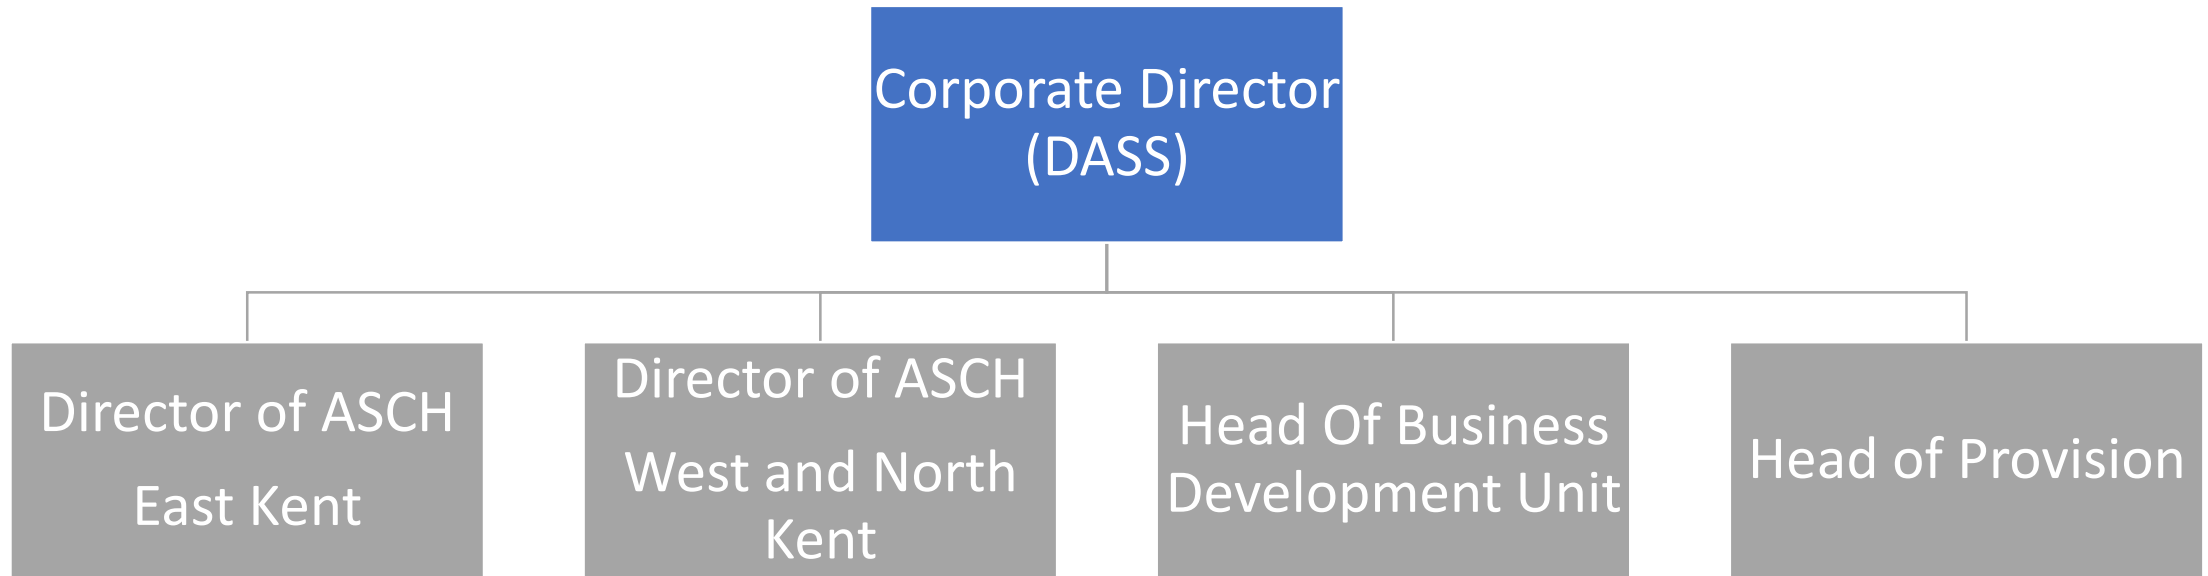 Corporate Director
(DASS)
Director of ASCH
East Kent
Director of ASCH
West and North
Kent
Head Of Business
Development Unit
Head of Provision